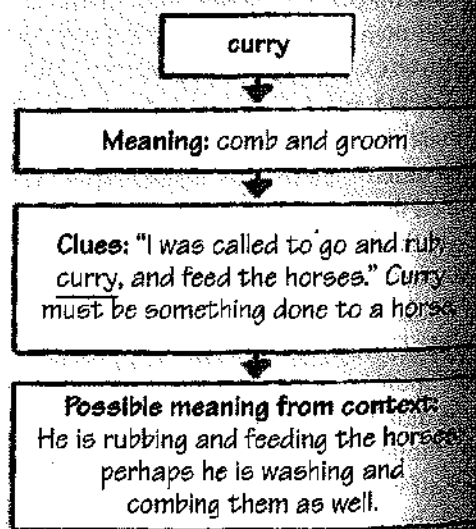 curry
Meaning: comb and groom
Clues: "I was called to go and rub,
curry, and feed the horses." Curry
must be something done to a horse.
Possible meaning from context:
He is rubbing and feeding the horses;
perhaps he is washing and
combing them as well.